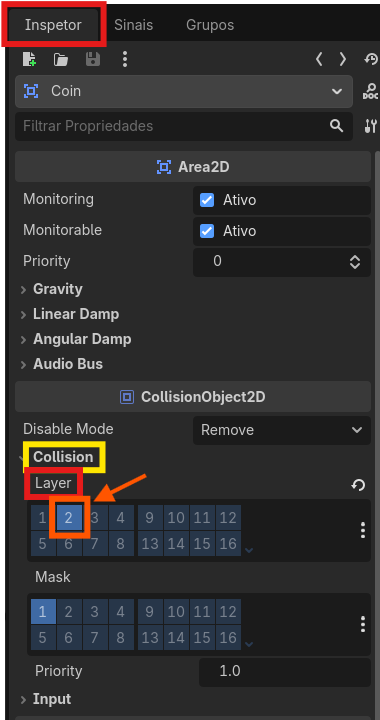 Inspetor Sinais Grupos
Coin
DOC
Filtrar Propriedades
Area2D
Monitoring Ativo
Monitorable Ativo
Priority 0
Gravity
Linear Damp
Angular Damp
Audio Bus
CollisionObject2D
Disable Mode Remove
Collision
Layer
1 2 3 4 9 10 11 12
5 6 7 8 13 14 15 16
Mask
1 2 3 4 9 10 11 12
5 6 7 8 13 14 15 16
Priority 1.0
Input